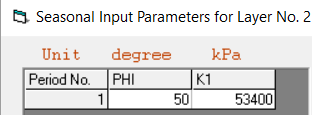 Seasonal Input Parameters for Layer No. 2
Unit degree kPa
Period No. PHI K1
1 50 53400